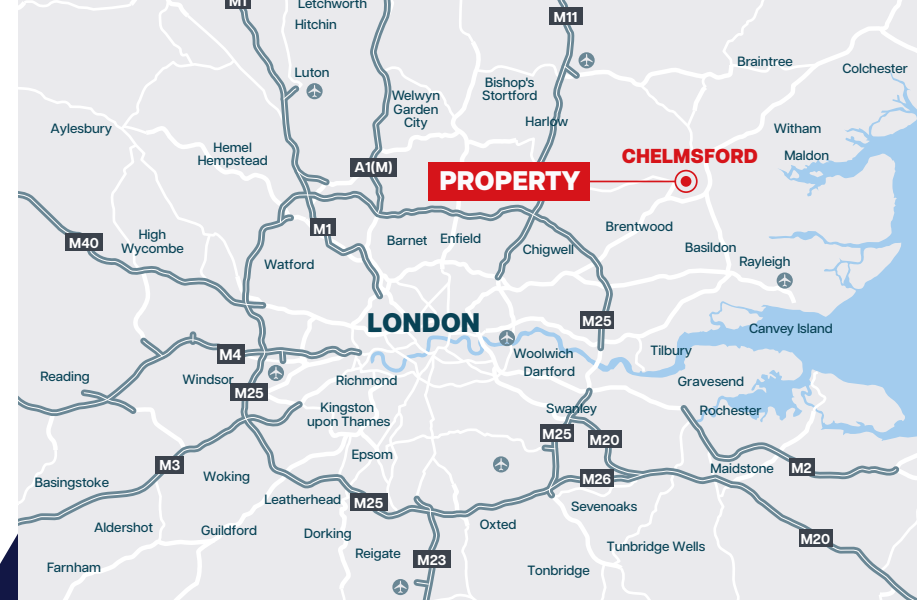 M1
Letchworth
Hitchin
M11
Braintree
Colchester
Luton
Bishop's
Stortford
Welwyn
Garden
City
Harlow
Aylesbury
Witham
Hemel
Hempstead
CHELMSFORD
Maldon
A1(M)
PROPERTY
M1
Brentwood
M40
High
Wycombe
Barnet
Enfield
Chigwell
Basildon
Watford
Rayleigh
LONDON
M25
Canvey Island
M4
Woolwich
Tilbury
Dartford
Reading
Windsor
Richmond
Gravesend
M25
Kingston
upon Thames
Swanley
Rochester
M25
M20
Epsom
M3
M2
Maidstone
Woking
M26
Basingstoke
Leatherhead
M25
Sevenoaks
Aldershot
Guildford
Dorking
Oxted
M20
Reigate
M23
Tunbridge Wells
Farnham
Tonbridge